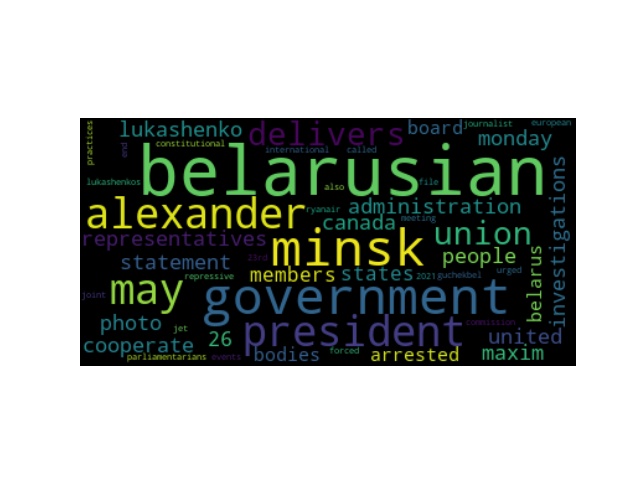 practices
end
lukashenko
delivers
board
journalist
european
constitutional
international
called
monday
belarusian
lukashenkos
also
file
investigations
alexander
ryanair
administration
canada
meeting
representatives
minsk
union
23rd
people
statement
members
states
2021
guchekbel
urged
belarus
repressive
may
government
joint
photo
jet
26
president
commission
united
cooperate
parliamentarians
events
bodies
forced
arrested
maxim